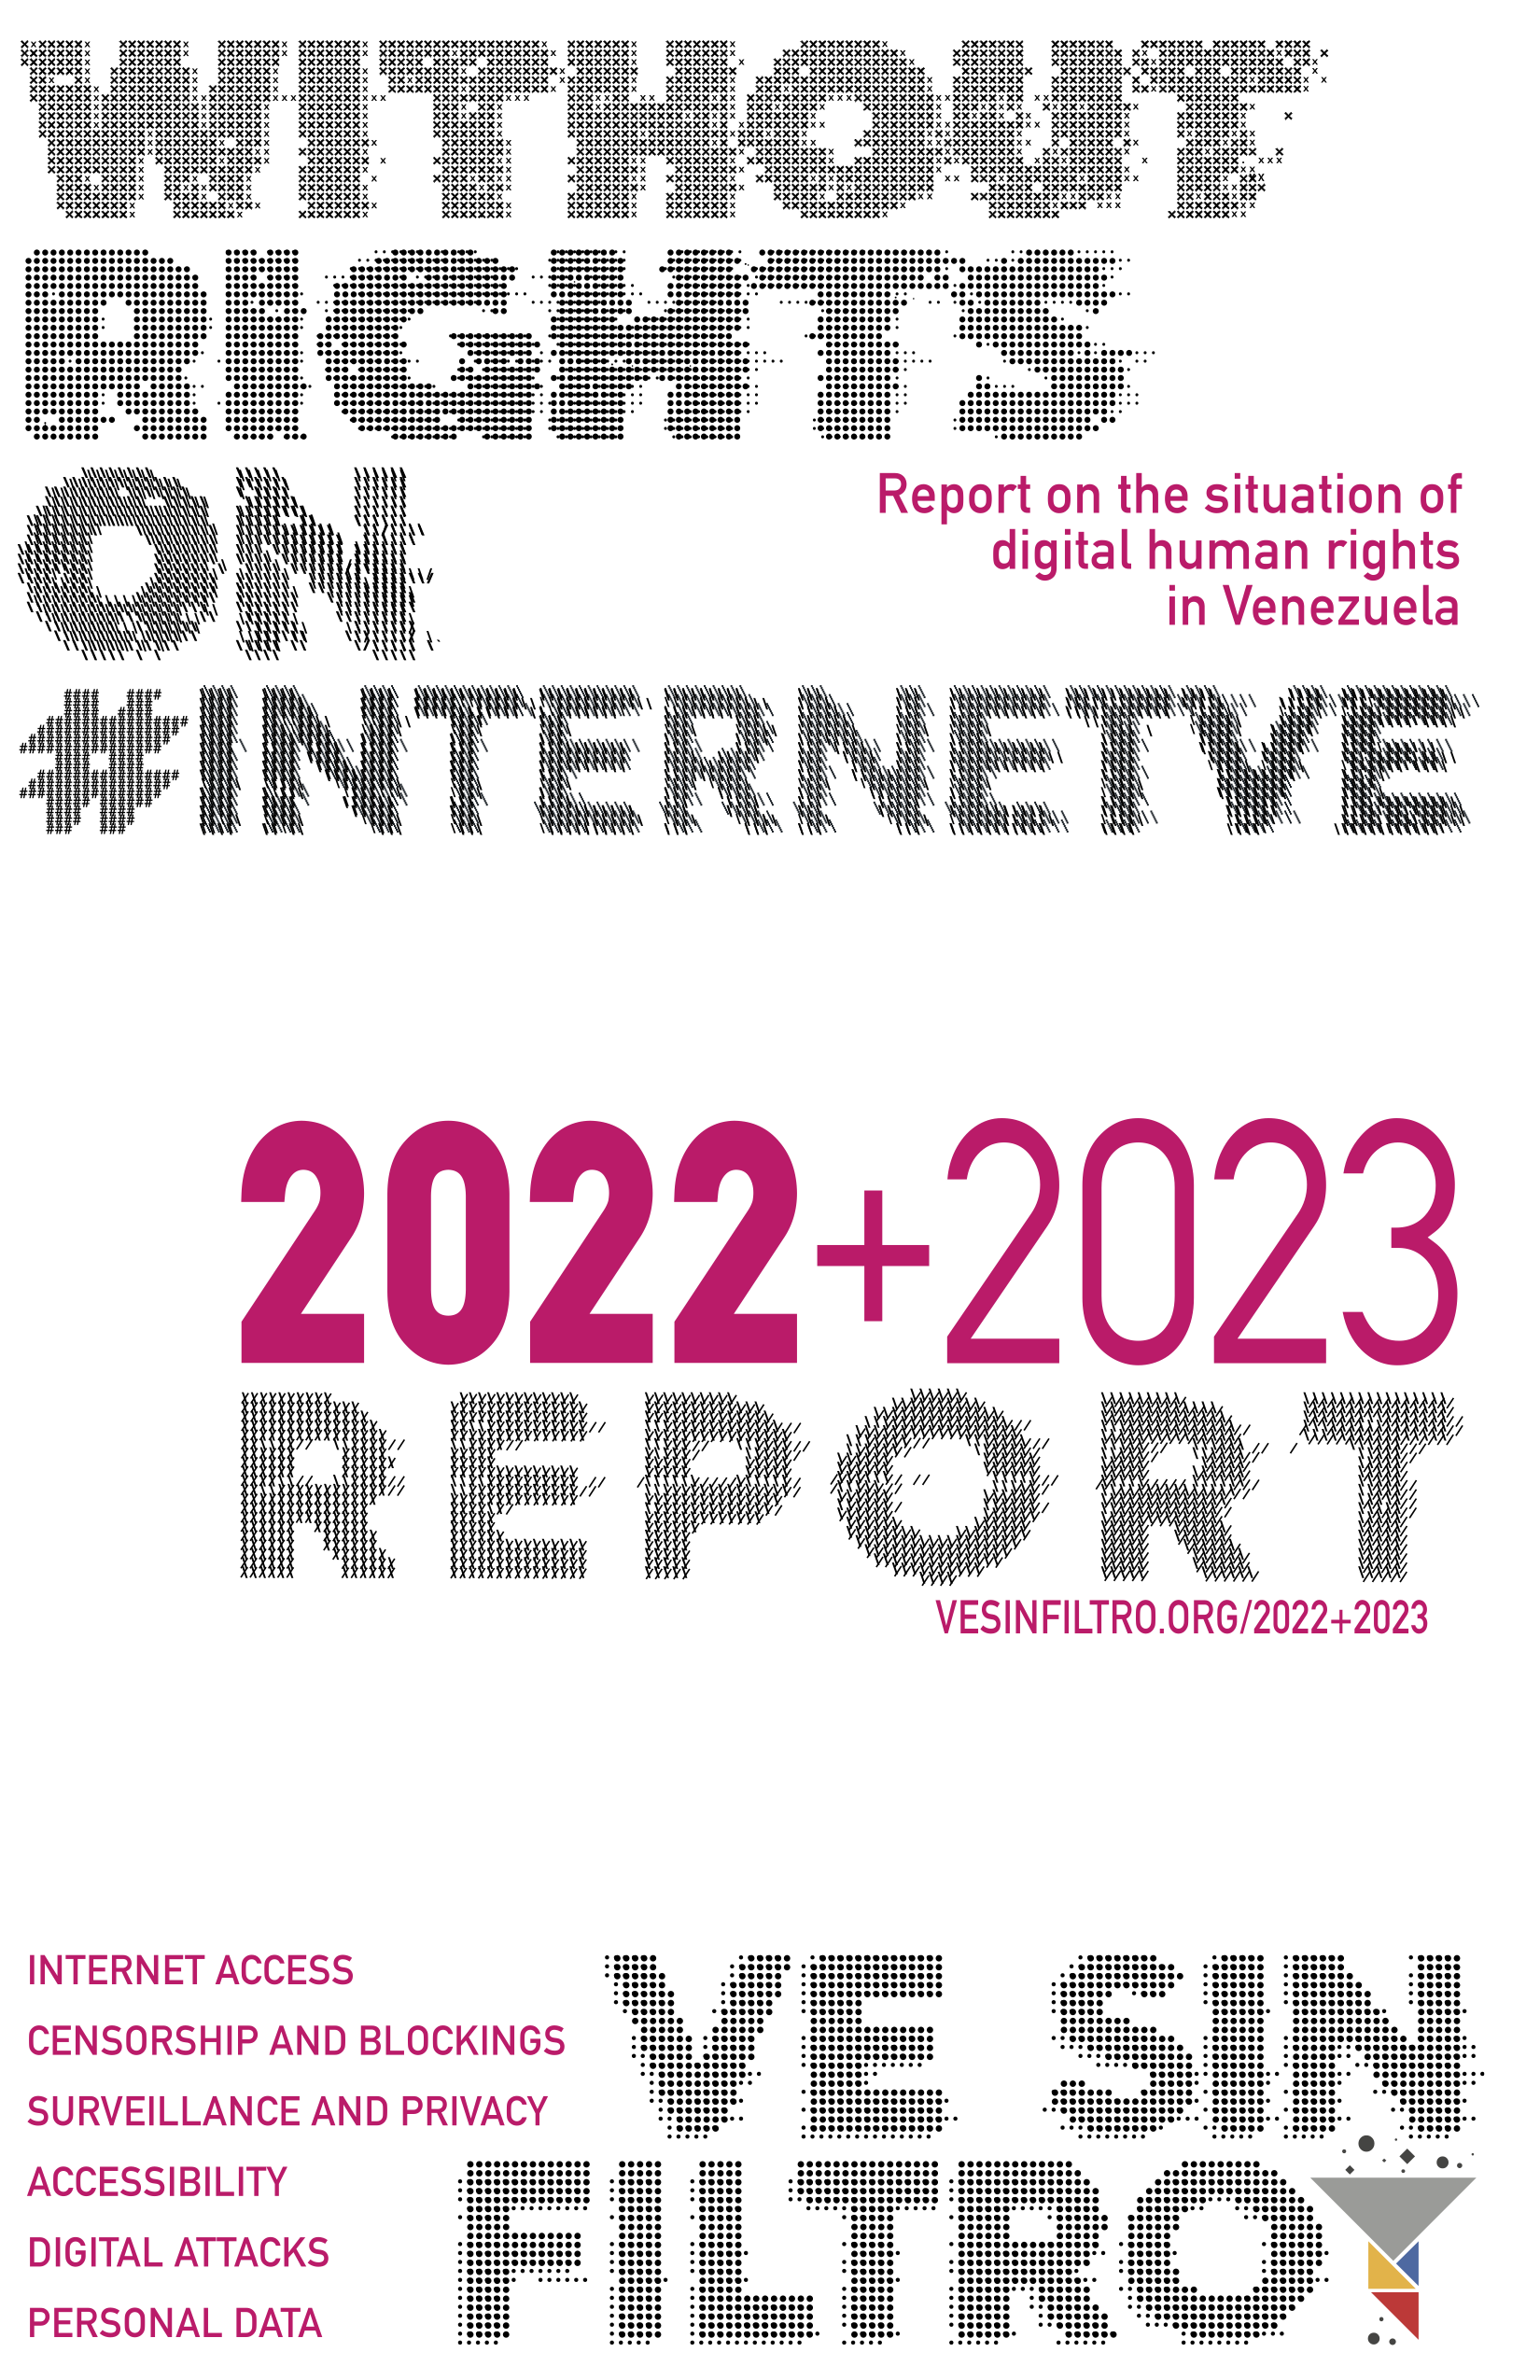 WITHOUT
RIGHTS
ON
#INTERNETVE
Report on the situation of
digital human rights
in Venezuela
2022+2023
REPORT
VESINFILTRO.ORG/2022+2023
INTERNET ACCESS
CENSORSHIP AND BLOCKINGS
SURVEILLANCE AND PRIVACY
ACCESSIBILITY
DIGITAL ATTACKS
PERSONAL DATA
VE SIN
FILTRO